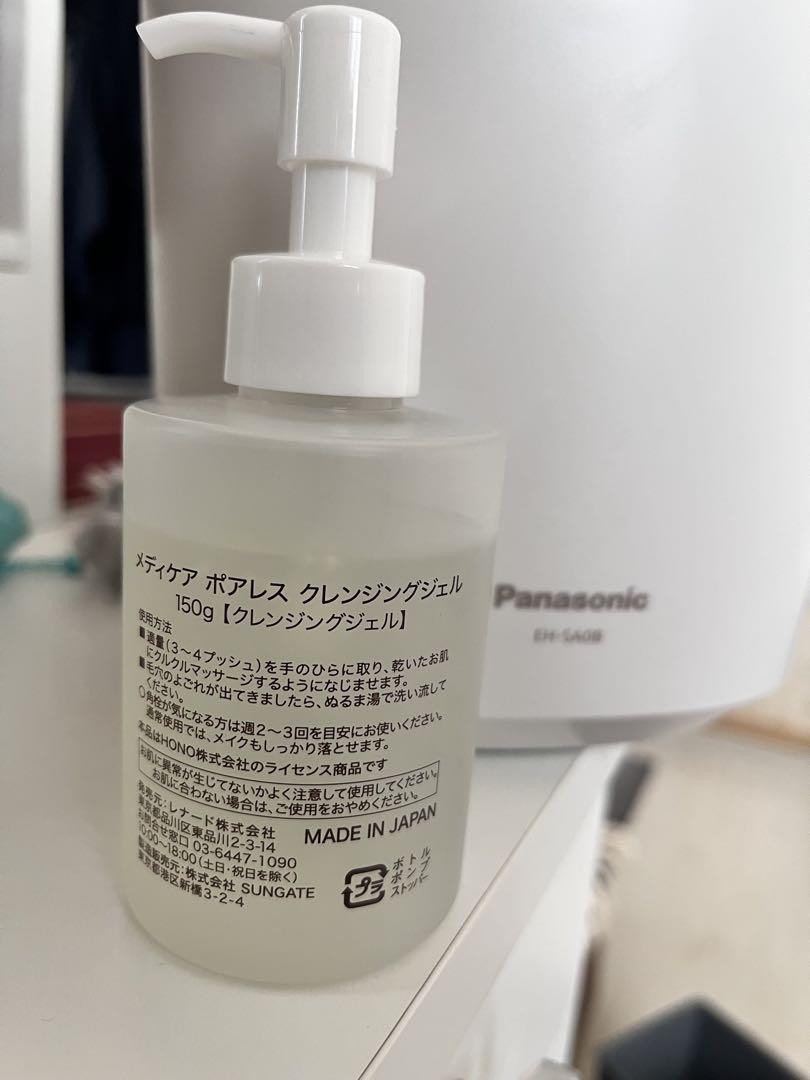 メディケア ポアレス クレンジングジェル
150g【クレンジングジェル】
使用方法
■適量(3〜4プッシュ)を手のひらに取り、乾いたお肌
にクルクルマッサージするようになじませます。
■毛穴のよごれが出てきましたら、ぬるま湯で洗い流して
ください。
○角栓が気になる方は週2〜3回を目安にお使いください。
通常使用では、メイクもしっかり落とせます。
本品はHONO株式会社のライセンス商品です
お肌に異常が生じてないかよく注意して使用してください。
お肌に合わない場合は、ご使用をおやめください。
発売元:レナード株式会社
東京都品川区東品川2-3-14
お問合せ窓口 03-6447-1090
10:00〜18:00(土日・祝日を除く)
製造販売元:株式会社 SUNGATE
東京都港区新橋3-2-4
MADE IN JAPAN
プラ
ボトル
ポンプ
ストッパー
Panasonic
EH-SA0B